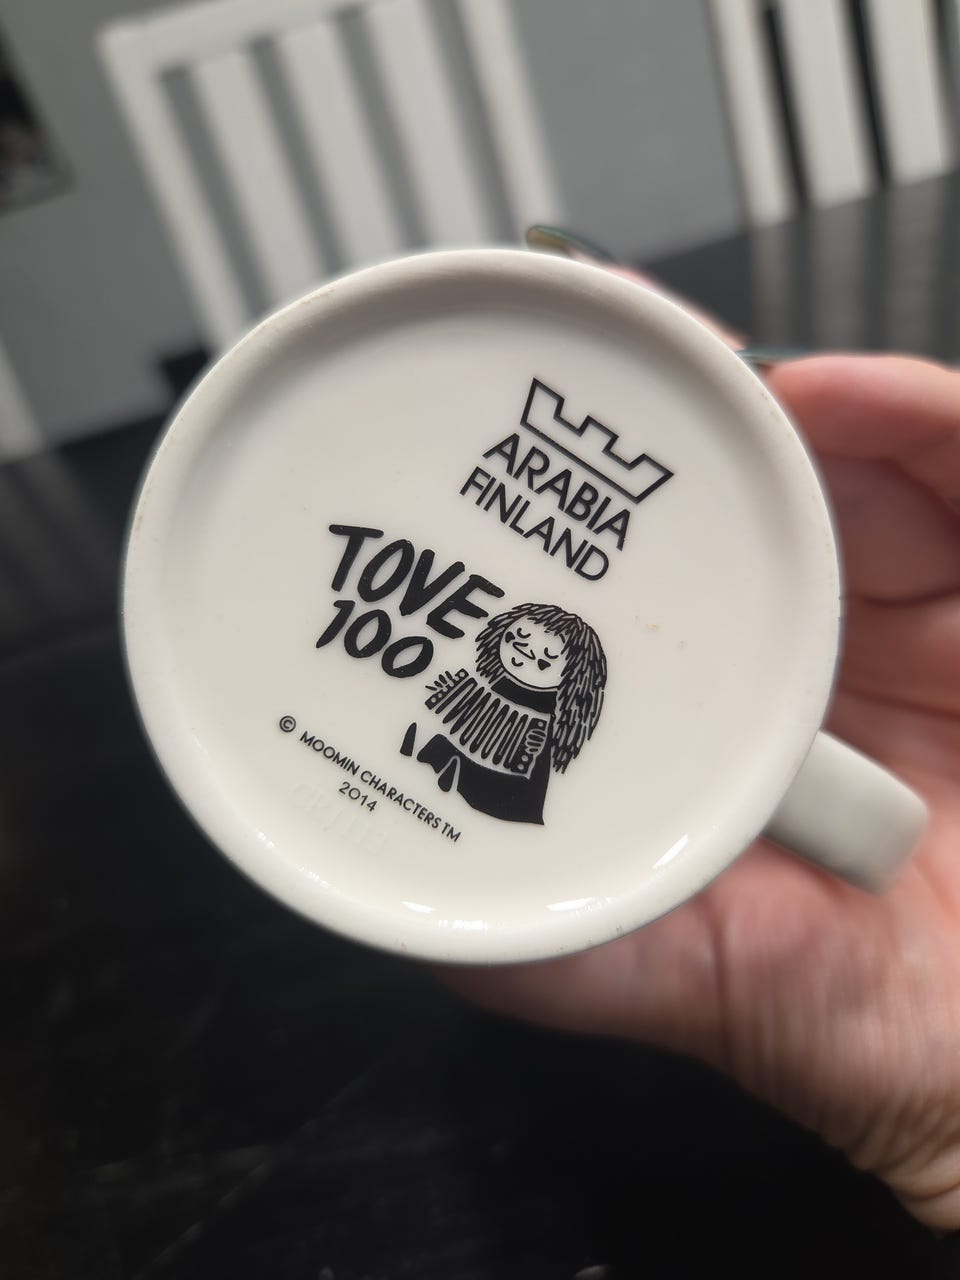 ARABIA
FINLAND
TOVE
100
© MOOMIN CHARACTERS TM
2014